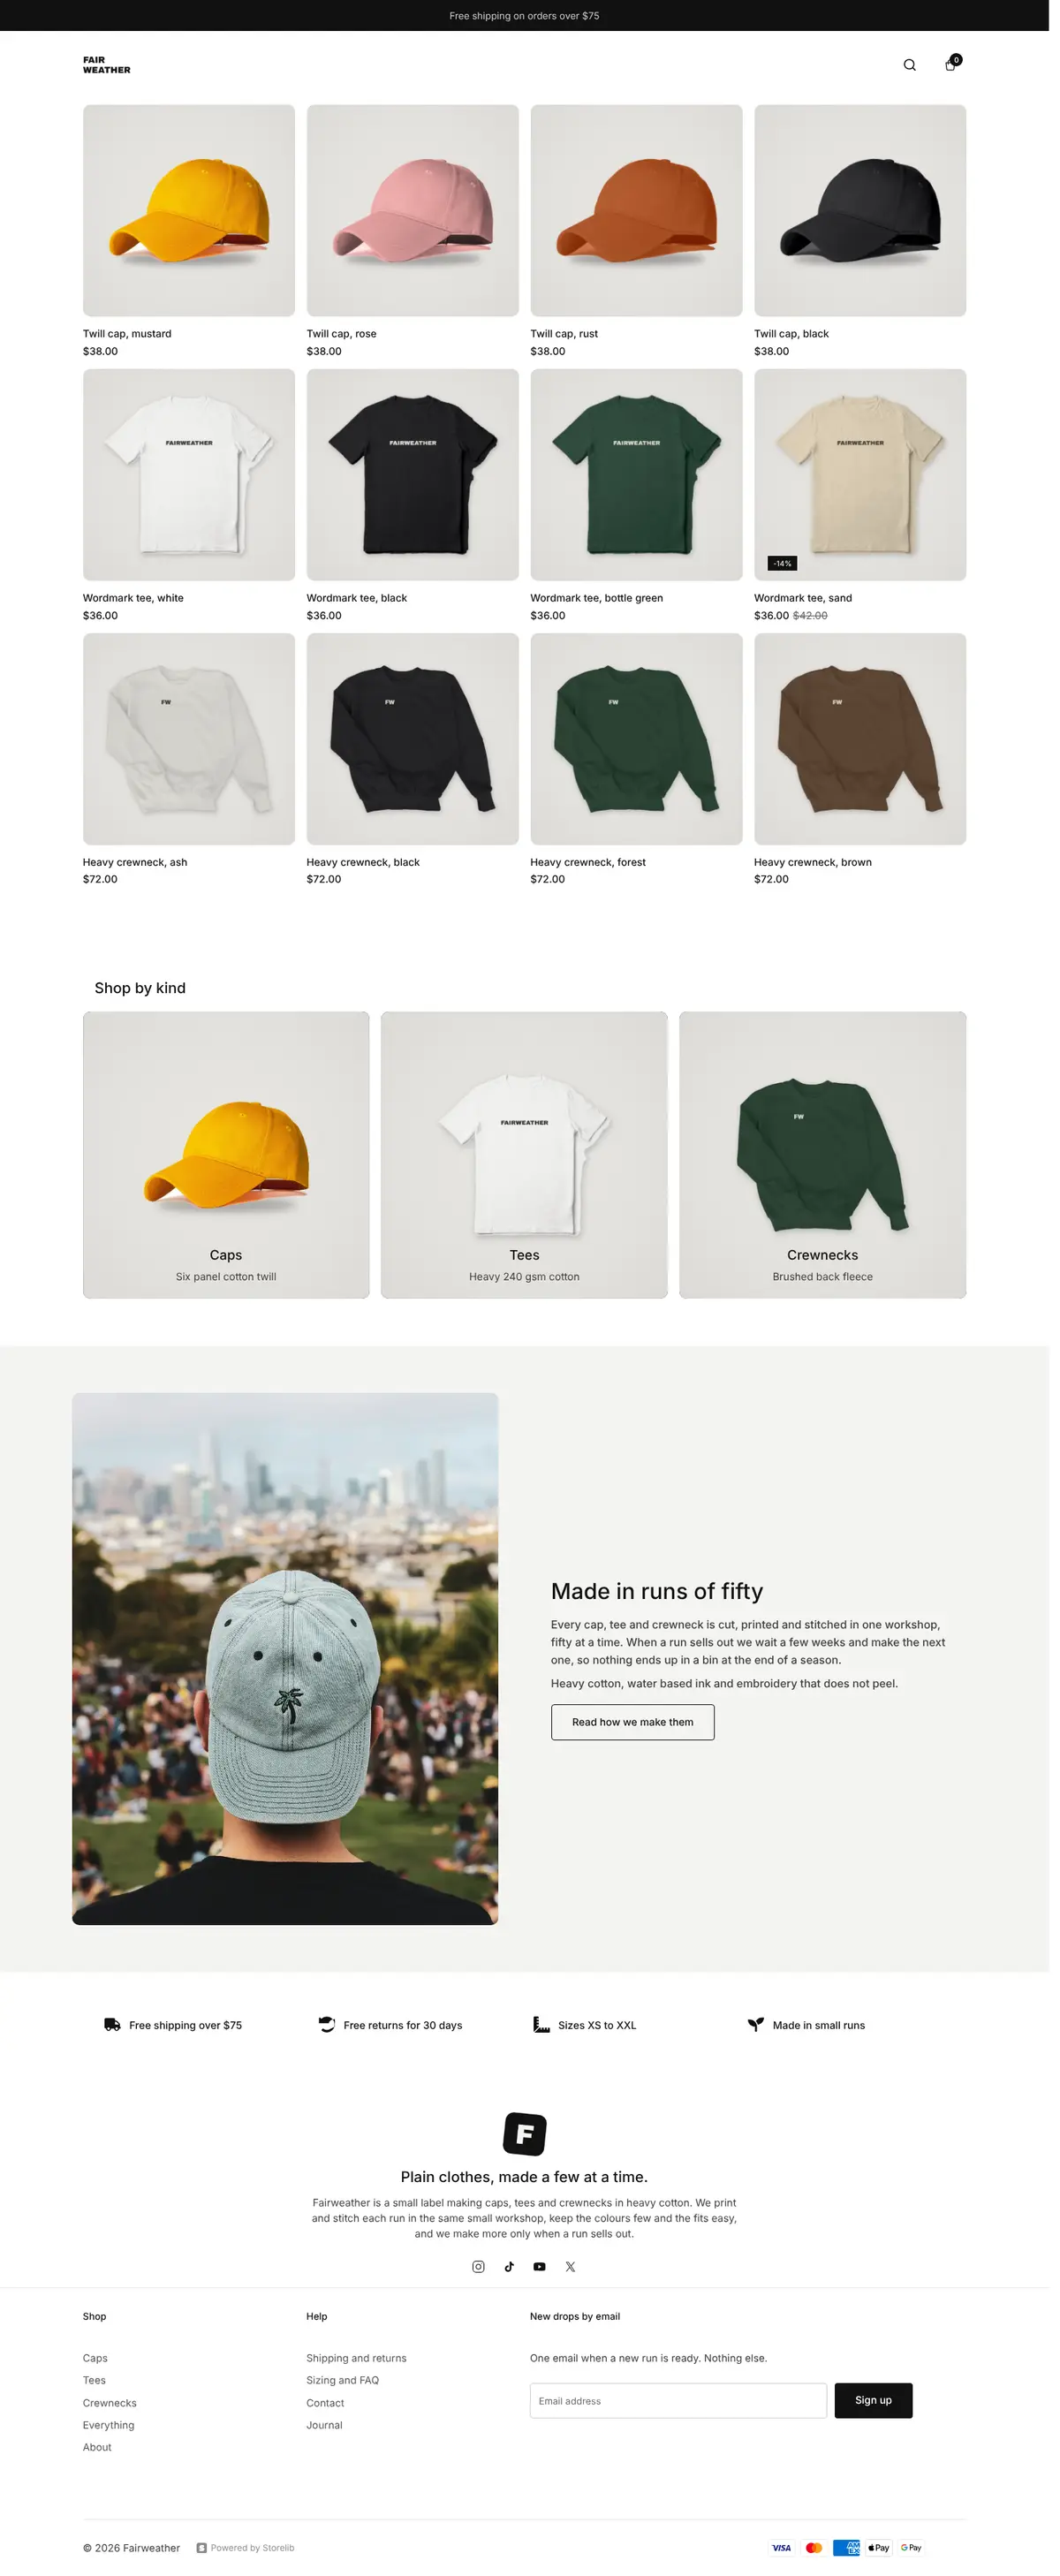 Free shipping on orders over $75
FAIR
WEATHER
0
Twill cap, mustard
$38.00
Twill cap, rose
$38.00
Twill cap, rust
$38.00
Twill cap, black
$38.00
FAIRWEATHER
FAIRWEATHER
FAIRWEATHER
FAIRWEATHER
-14%
Wordmark tee, white
$36.00
Wordmark tee, black
$36.00
Wordmark tee, bottle green
$36.00
Wordmark tee, sand
$36.00 $42.00
FW
FW
FW
FW
Heavy crewneck, ash
$72.00
Heavy crewneck, black
$72.00
Heavy crewneck, forest
$72.00
Heavy crewneck, brown
$72.00
Shop by kind
Caps
Six panel cotton twill
FAIRWEATHER
Tees
Heavy 240 gsm cotton
FW
Crewnecks
Brushed back fleece
Made in runs of fifty
Every cap, tee and crewneck is cut, printed and stitched in one workshop,
fifty at a time. When a run sells out we wait a few weeks and make the next
one, so nothing ends up in a bin at the end of a season.
Heavy cotton, water based ink and embroidery that does not peel.
Read how we make them
Free shipping over $75
Free returns for 30 days
Sizes XS to XXL
Made in small runs
F
Plain clothes, made a few at a time.
Fairweather is a small label making caps, tees and crewnecks in heavy cotton. We print
and stitch each run in the same small workshop, keep the colours few and the fits easy,
and we make more only when a run sells out.
Shop
Caps
Tees
Crewnecks
Everything
About
Help
Shipping and returns
Sizing and FAQ
Contact
Journal
New drops by email
One email when a new run is ready. Nothing else.
Email address
Sign up
© 2026 Fairweather
Powered by Storelib
VISA
AMEX
Pay
G Pay